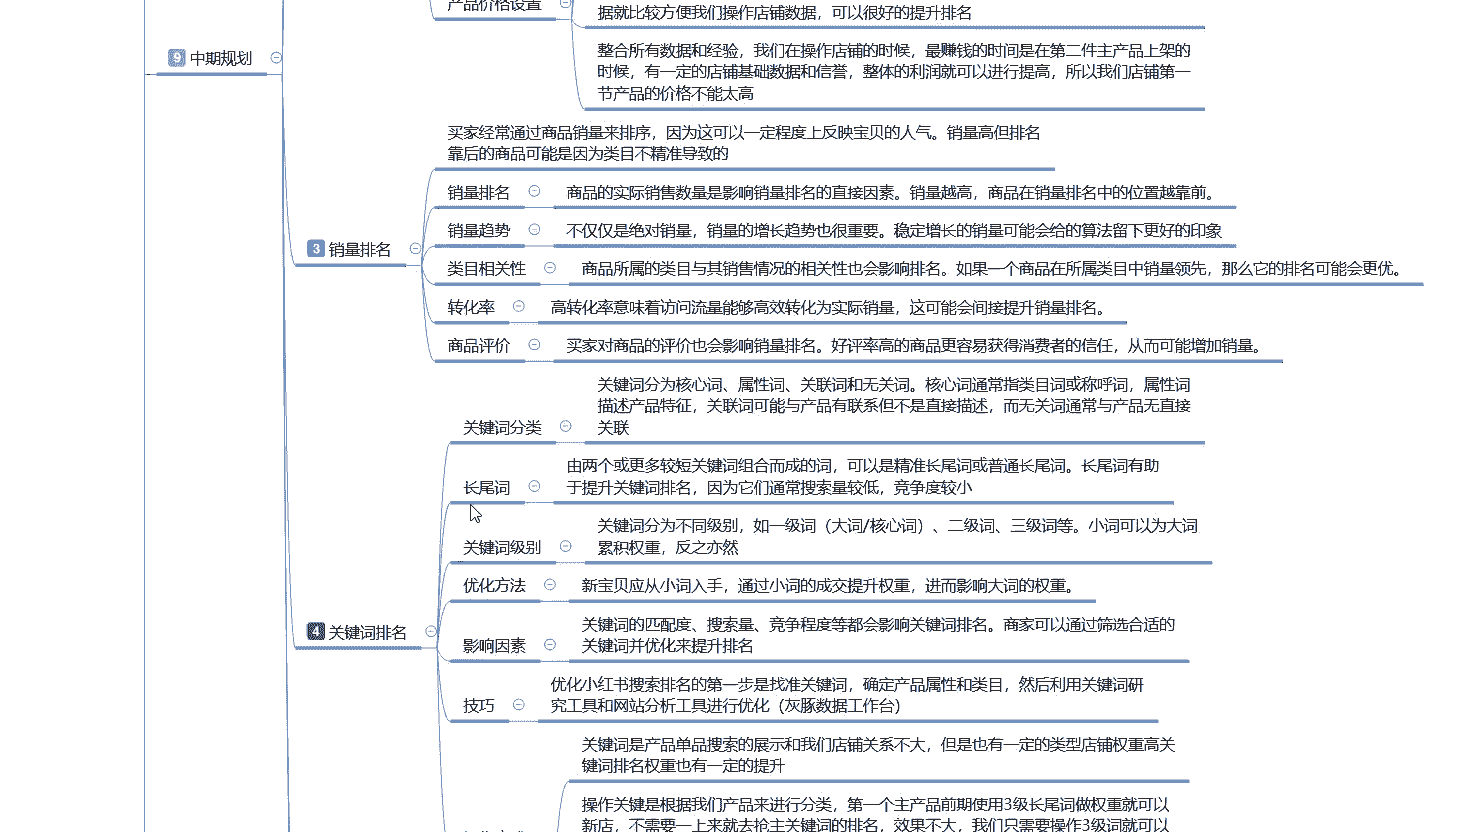 产品价格设置
据就比较方便我们操作店铺数据，可以很好的提升排名
9 中期规划
整合所有数据和经验，我们在操作店铺的时候，最赚钱的时间是在第二件主产品上架的
时候，有一定的店铺基础数据和信誉，整体的利润就可以进行提高，所以我们店铺第一
节产品的价格不能太高
买家经常通过商品销量来排序，因为这可以一定程度上反映宝贝的人气。销量高但排名
靠后的商品可能是因为类目不精准导致的
销量排名
商品的实际销售数量是影响销量排名的直接因素。销量越高，商品在销量排名中的位置越靠前。
销量趋势
不仅仅是绝对销量，销量的增长趋势也很重要。稳定增长的销量可能会给的算法留下更好的印象
3 销量排名
类目相关性
商品所属的类目与其销售情况的相关性也会影响排名。如果一个商品在所属类目中销量领先，那么它的排名可能会更优。
转化率
高转化率意味着访问流量能够高效转化为实际销量，这可能会间接提升销量排名。
商品评价
买家对商品的评价也会影响销量排名。好评率高的商品更容易获得消费者的信任，从而可能增加销量。
关键词分类
关键词分为核心词、属性词、关联词和无关词。核心词通常指类目词或称呼词，属性词
描述产品特征，关联词可能与产品有联系但不是直接描述，而无关词通常与产品无直接
关联
长尾词
由两个或更多较短关键词组合而成的词，可以是精准长尾词或普通长尾词。长尾词有助
于提升关键词排名，因为它们通常搜索量较低，竞争度较小
关键词级别
关键词分为不同级别，如一级词（大词/核心词）、二级词、三级词等。小词可以为大词
累积权重，反之亦然
优化方法
新宝贝应从小词入手，通过小词的成交提升权重，进而影响大词的权重。
4 关键词排名
影响因素
关键词的匹配度、搜索量、竞争程度等都会影响关键词排名。商家可以通过筛选合适的
关键词并优化来提升排名
技巧
优化小红书搜索排名的第一步是找准关键词，确定产品属性和类目，然后利用关键词研
究工具和网站分析工具进行优化（灰豚数据工作台）
关键词是产品单品搜索的展示和我们店铺关系不大，但是也有一定的类型店铺权重高关
键词排名权重也有一定的提升
操作关键是根据我们产品来进行分类，第一个主产品前期使用3级长尾词做权重就可以
新店，不需要一上来就去抢主关键词的排名，效果不大，我们只需要操作3级词就可以